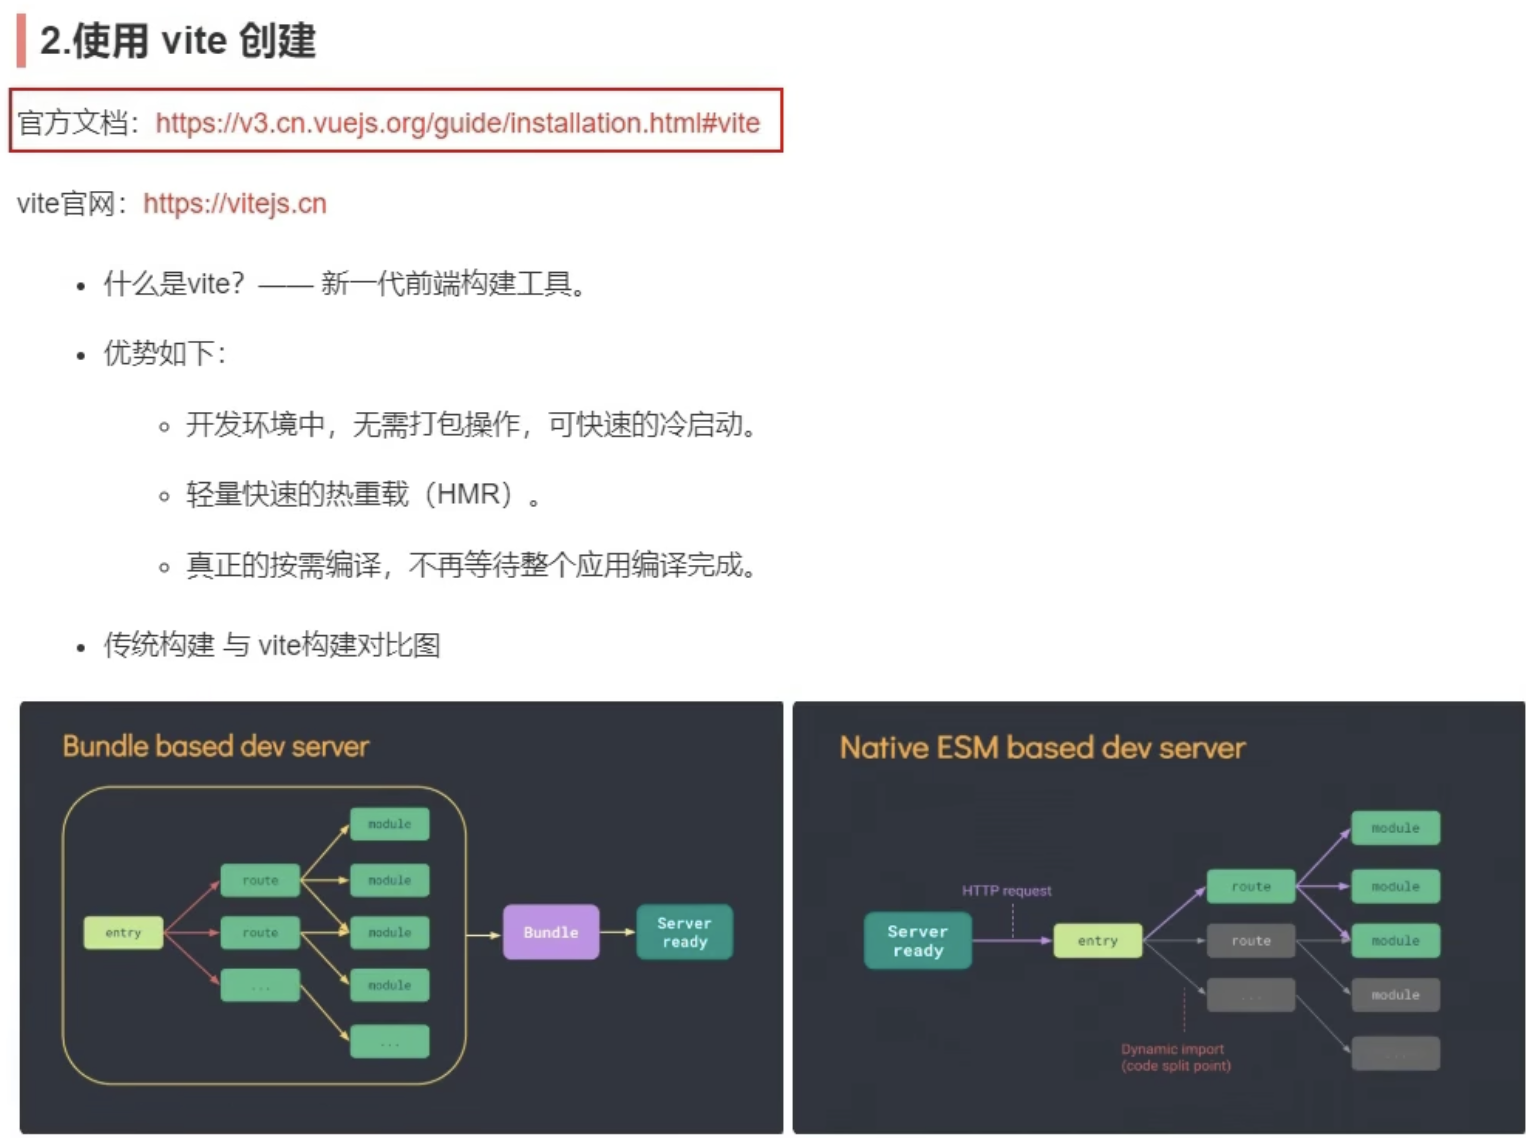 2.使用 vite 创建
官方文档：https://v3.cn.vuejs.org/guide/installation.html#vite
vite官网：https://vitejs.cn
• 什么是vite？—— 新一代前端构建工具。
• 优势如下：
◦ 开发环境中，无需打包操作，可快速的冷启动。
◦ 轻量快速的热重载（HMR）。
◦ 真正的按需编译，不再等待整个应用编译完成。
• 传统构建 与 vite构建对比图
Bundle based dev server
module
route
module
entry
route
module
...
module
...
Bundle
Server
ready
Native ESM based dev server
Server
ready
HTTP request
entry
route
route
...
module
module
module
module
Dynamic import
(code split point)